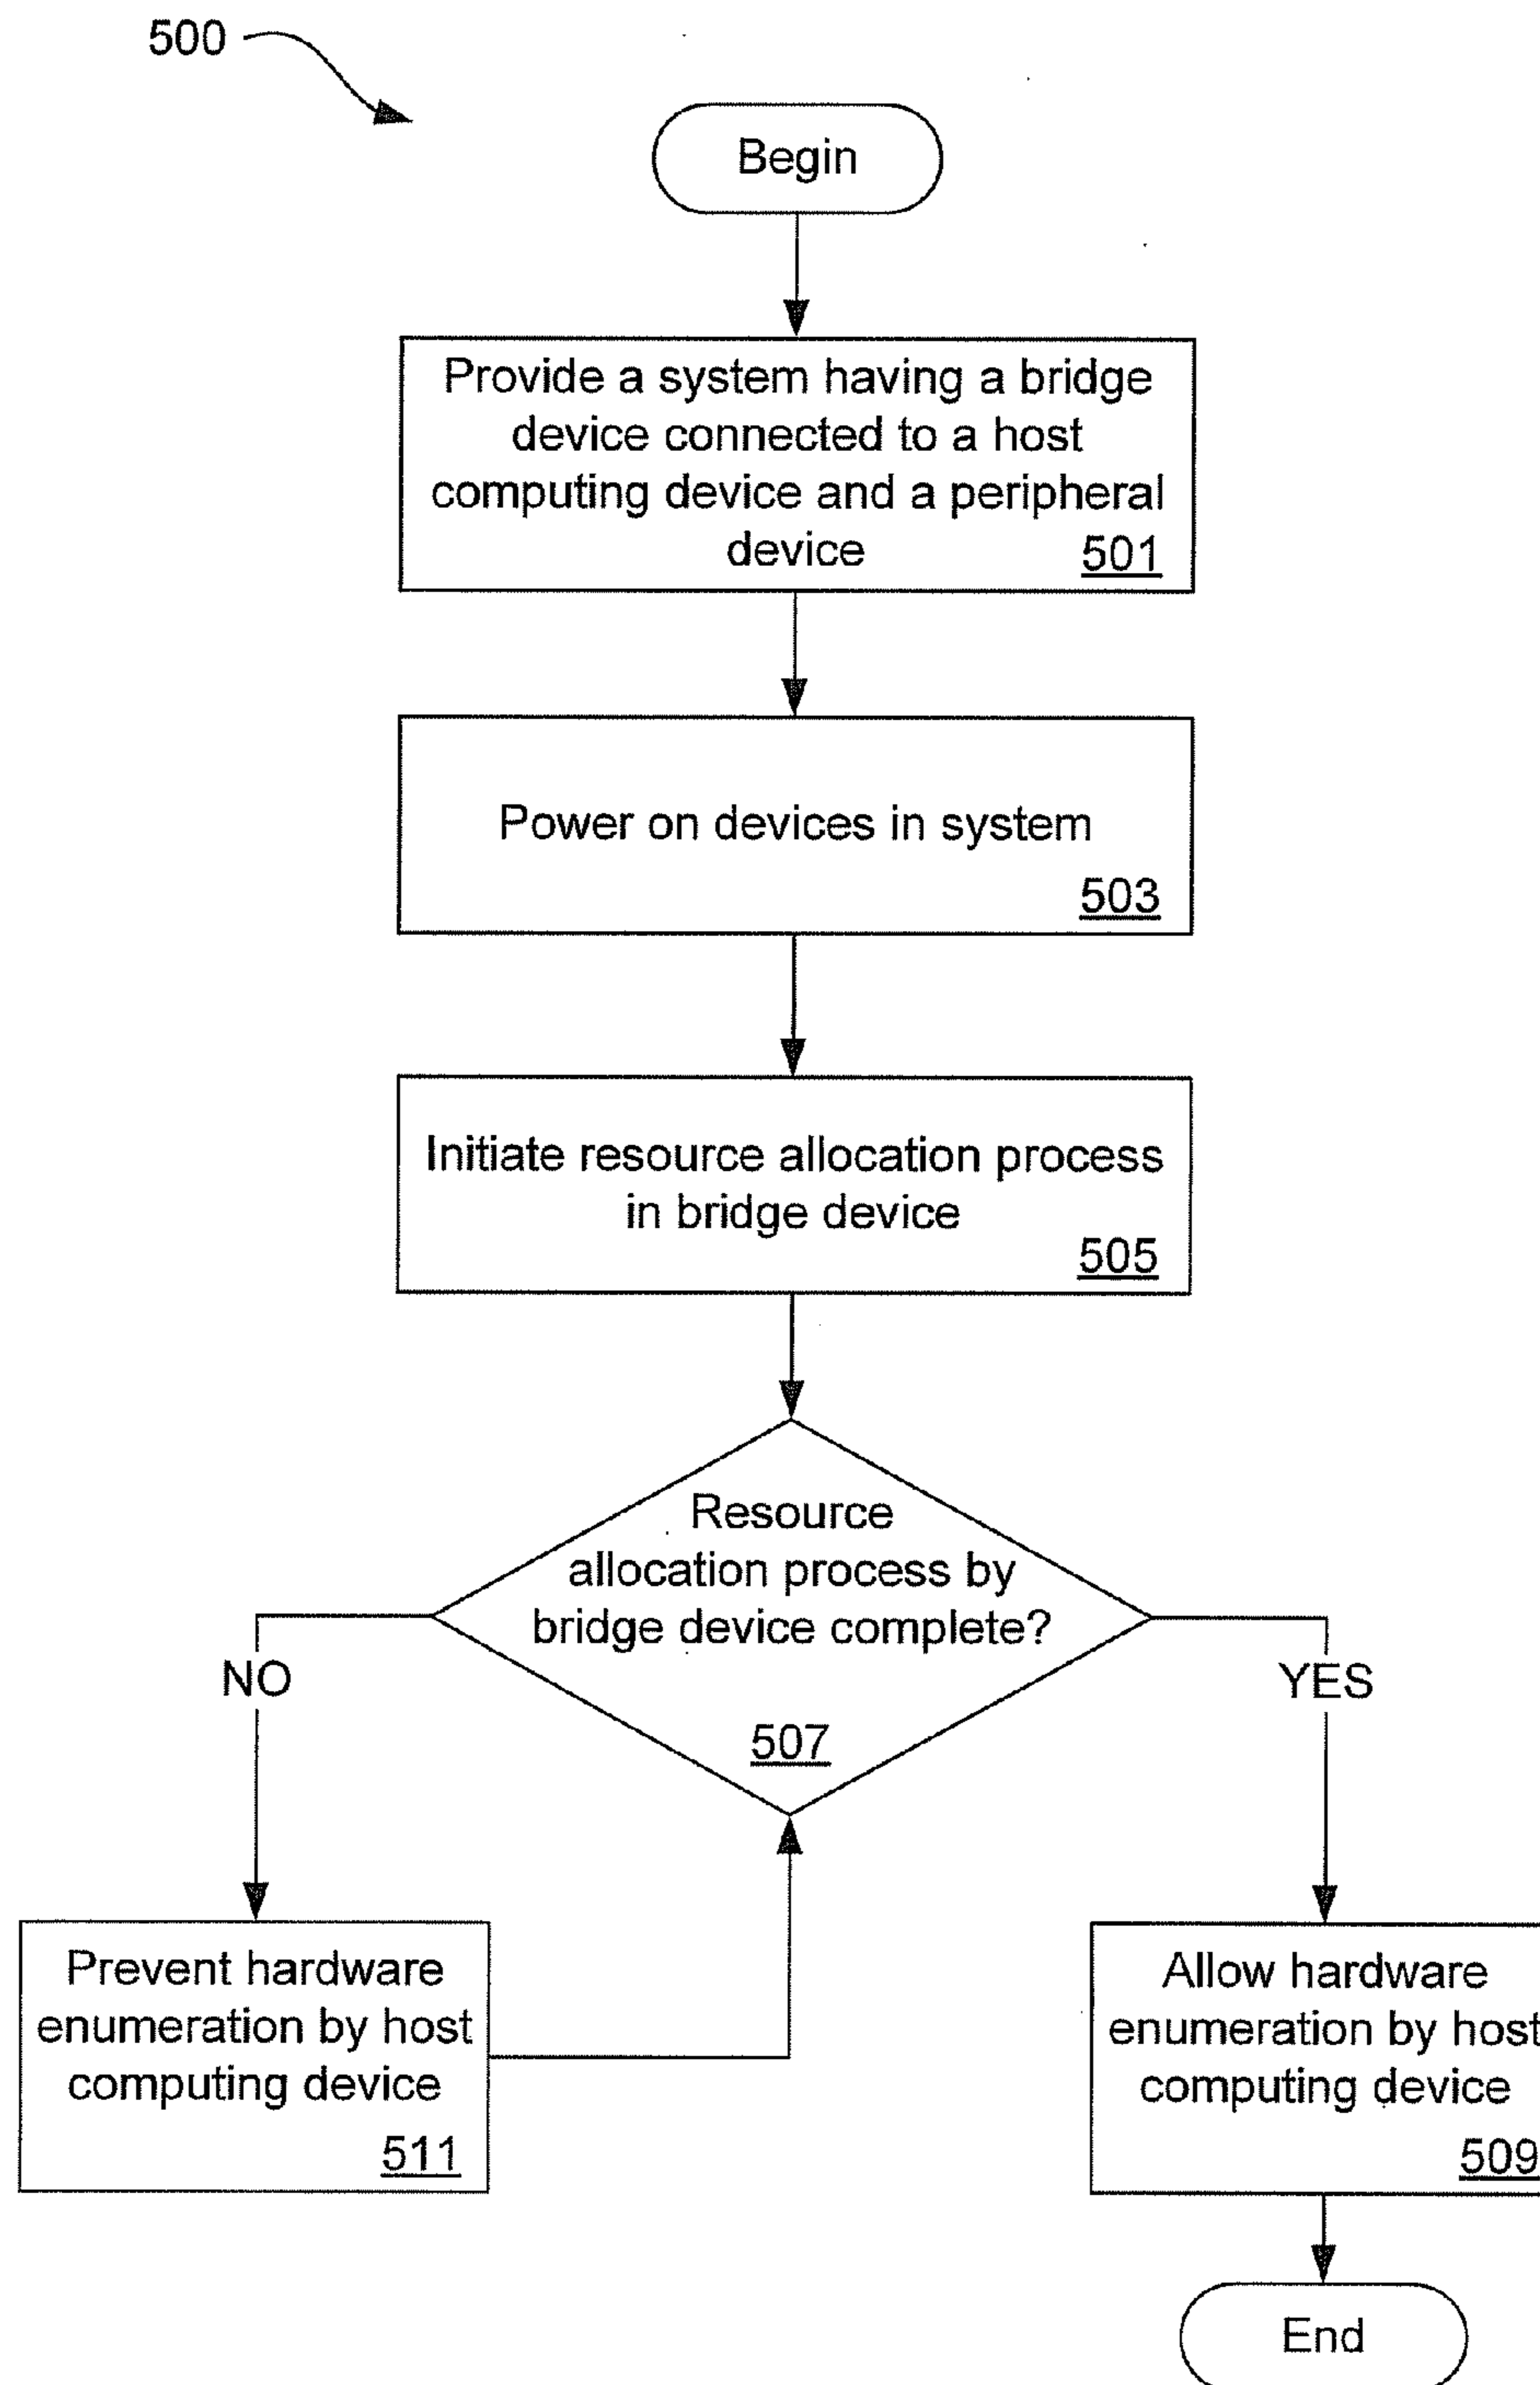 500
Begin
Provide a system having a bridge
device connected to a host
computing device and a peripheral
device
501
Power on devices in system
503
Initiate resource allocation process
in bridge device
505
Resource
allocation process by
bridge device complete?
507
NO
YES
Prevent hardware
enumeration by host
computing device
511
Allow hardware
enumeration by host
computing device
509
End